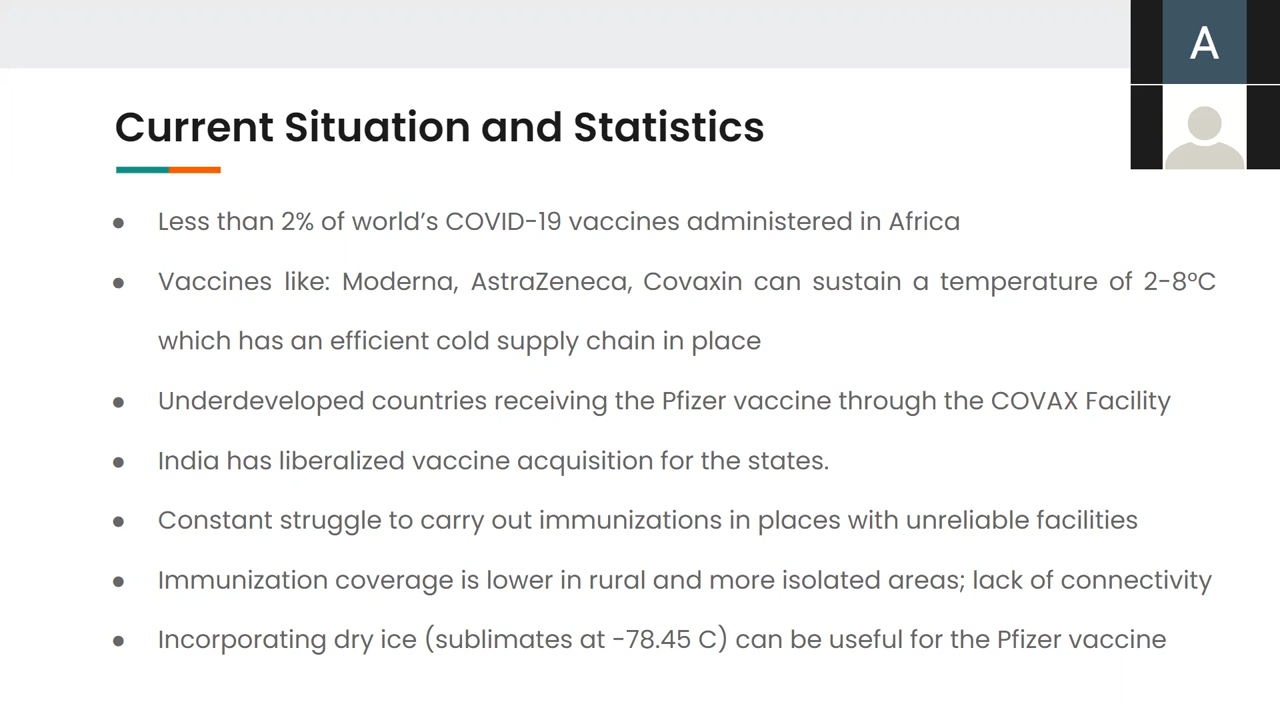 A
Current Situation and Statistics
● Less than 2% of world’s COVID-19 vaccines administered in Africa
● Vaccines like: Moderna, AstraZeneca, Covaxin can sustain a temperature of 2-8°C
which has an efficient cold supply chain in place
● Underdeveloped countries receiving the Pfizer vaccine through the COVAX Facility
● India has liberalized vaccine acquisition for the states.
● Constant struggle to carry out immunizations in places with unreliable facilities
● Immunization coverage is lower in rural and more isolated areas; lack of connectivity
● Incorporating dry ice (sublimates at -78.45 C) can be useful for the Pfizer vaccine